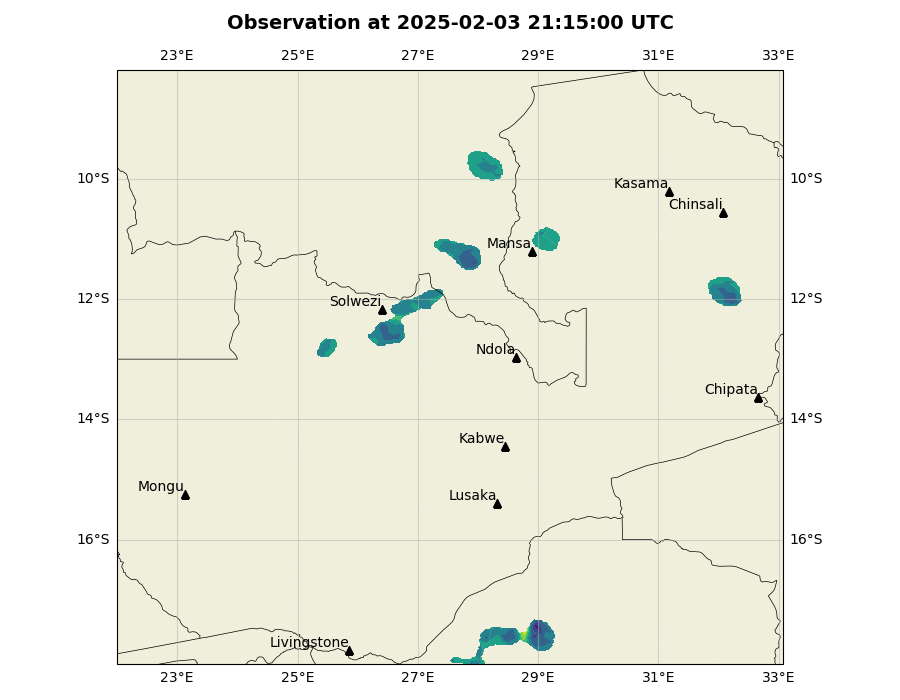 Observation at 2025-02-03 21:15:00 UTC
23°E 25°E 27°E 29°E 31°E 33°E
10°S 10°S
Kasama
Chinsali
Mansa
12°S 12°S
Solwezi
Ndola
Chipata
14°S 14°S
Kabwe
Mongu
Lusaka
16°S 16°S
Livingstone
23°E 25°E 27°E 29°E 31°E 33°E